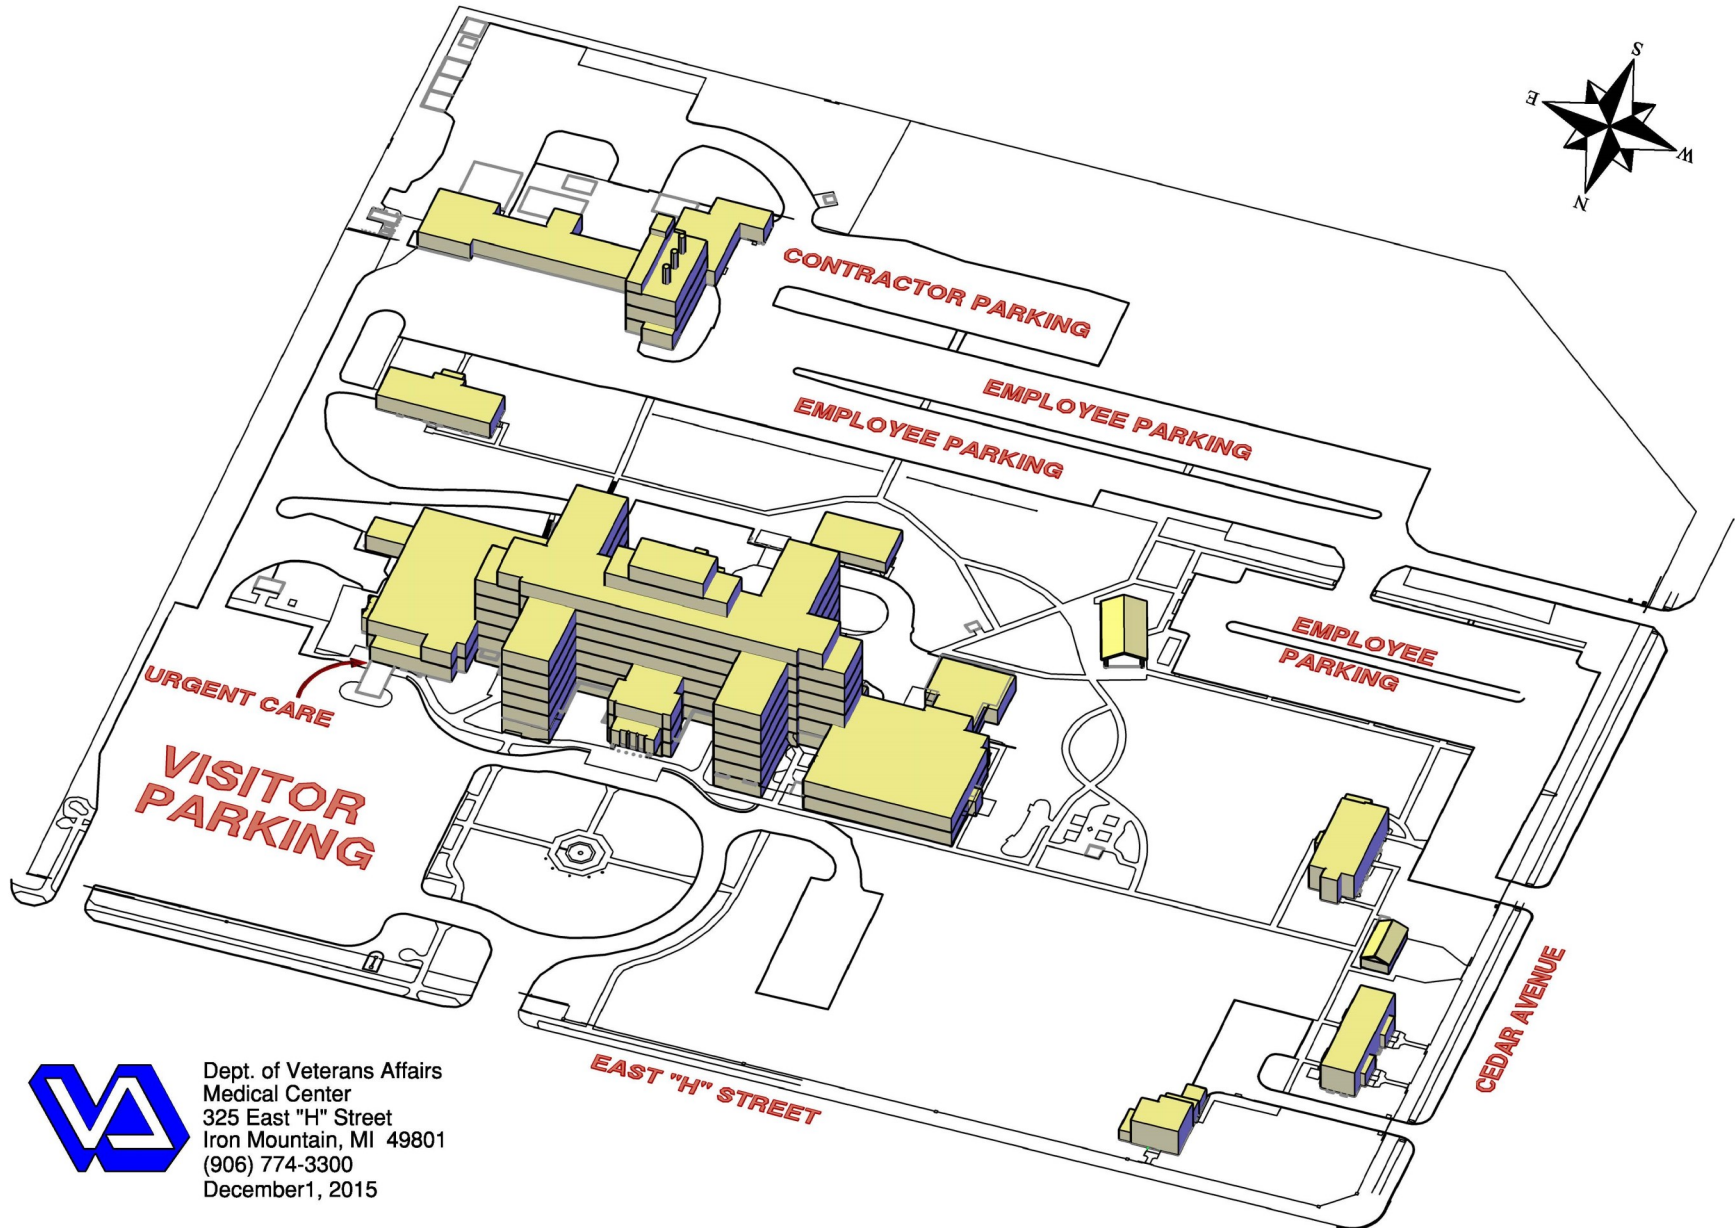 S
E
W
N
CONTRACTOR PARKING
EMPLOYEE PARKING
EMPLOYEE PARKING
EMPLOYEE
PARKING
URGENT CARE
VISITOR
PARKING
CEDAR AVENUE
EAST "H" STREET
Dept. of Veterans Affairs
Medical Center
325 East "H" Street
Iron Mountain, MI 49801
(906) 774-3300
December1, 2015